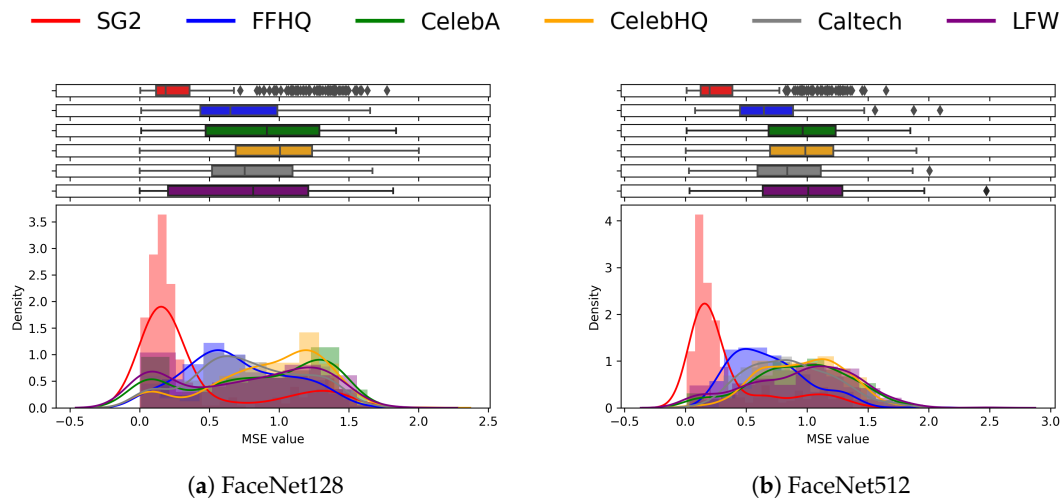 SG2 FFHQ CelebA CelebHQ Caltech LFW
3.5
3.0
2.5
2.0
1.5
1.0
0.5
0.0
Density
−0.5 0.0 0.5 1.0 1.5 2.0 2.5
MSE value
(a) FaceNet128
4
3
2
1
0
Density
−0.5 0.0 0.5 1.0 1.5 2.0 2.5 3.0
MSE value
(b) FaceNet512